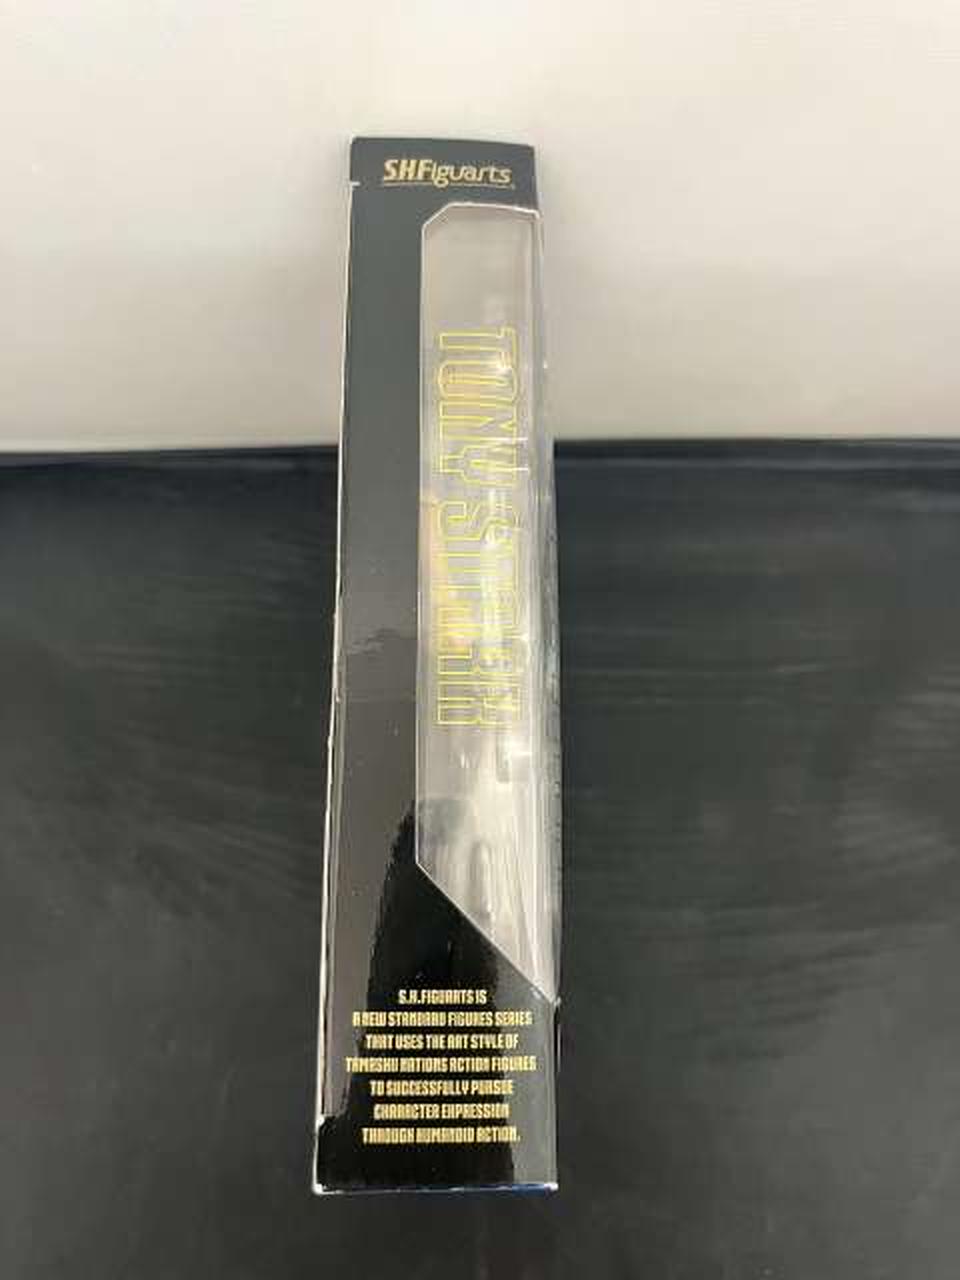 SHFiguarts
TONY STARK
S.H.FIGUARTS IS
A NEW STANDARD FIGURES SERIES
THAT USES THE ART STYLE OF
TAMASHII NATIONS ACTION FIGURES
TO SUCCESSFULLY PURSUE
CHARACTER EXPRESSION
THROUGH HUMANOID ACTION.